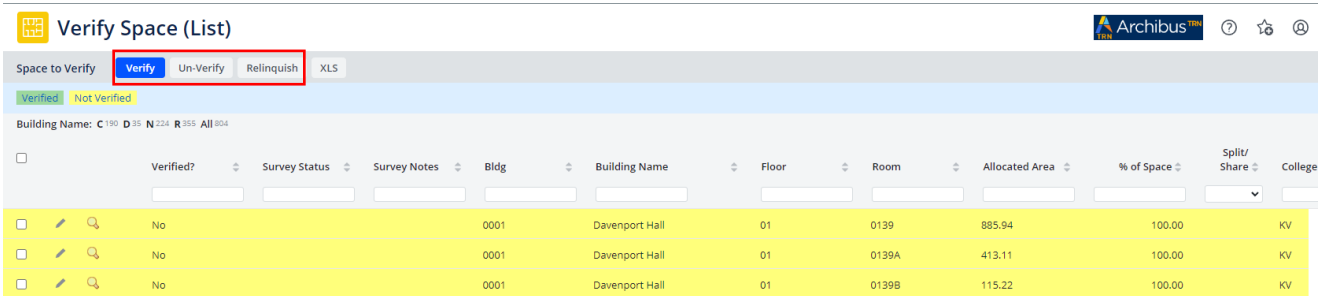 Verify Space (List)
Archibus TRN
TRN
Space to Verify Verify Un-Verify Relinquish XLS
Verified Not Verified
Building Name: C 190 D 35 N 224 R 355 All 804
Verified? Survey Status Survey Notes Bldg Building Name Floor Room Allocated Area % of Space Split/
Share College
No 0001 Davenport Hall 01 0139 885.94 100.00 KV
No 0001 Davenport Hall 01 0139A 413.11 100.00 KV
No 0001 Davenport Hall 01 0139B 115.22 100.00 KV